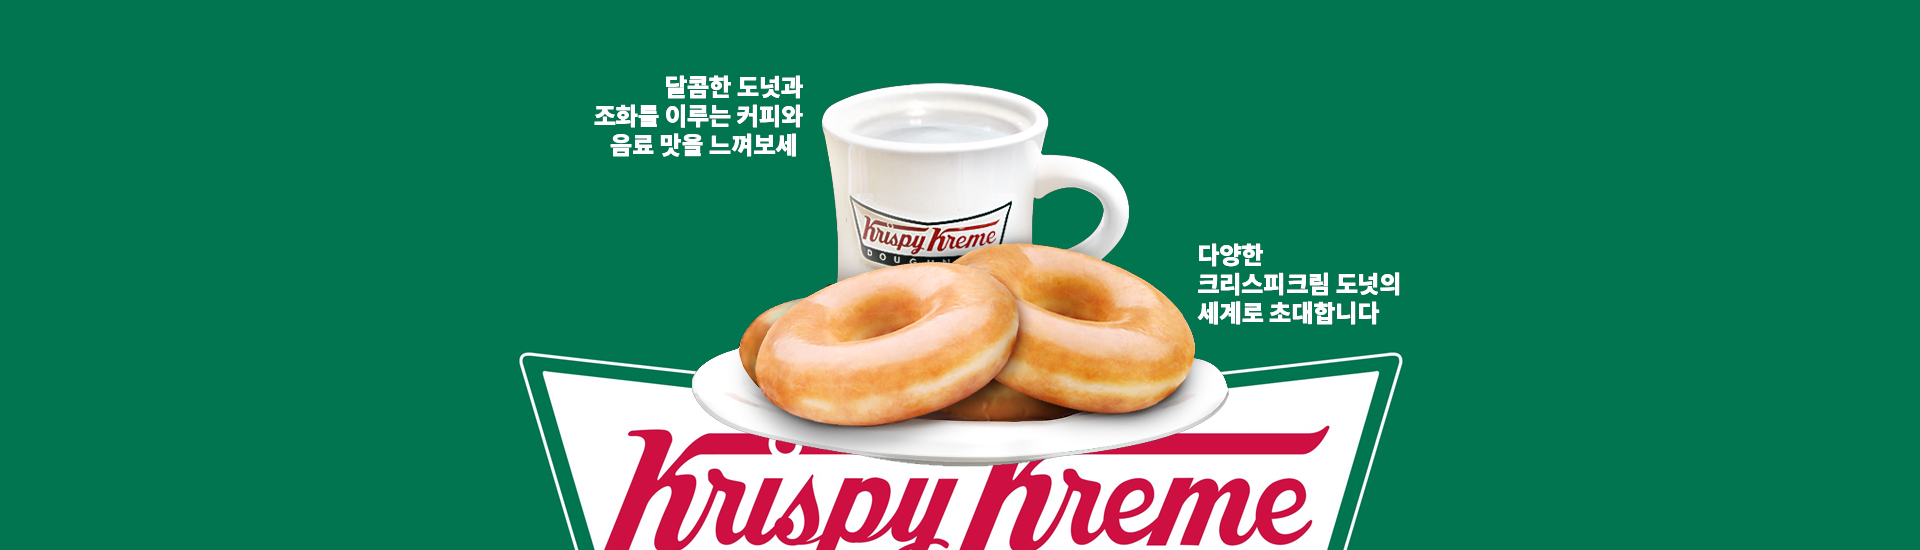 달콤한 도넛과
조화를 이루는 커피와
음료 맛을 느껴보세
Krispy Kreme
다양한
크리스피크림 도넛의
세계로 초대합니다
Krispy Kreme